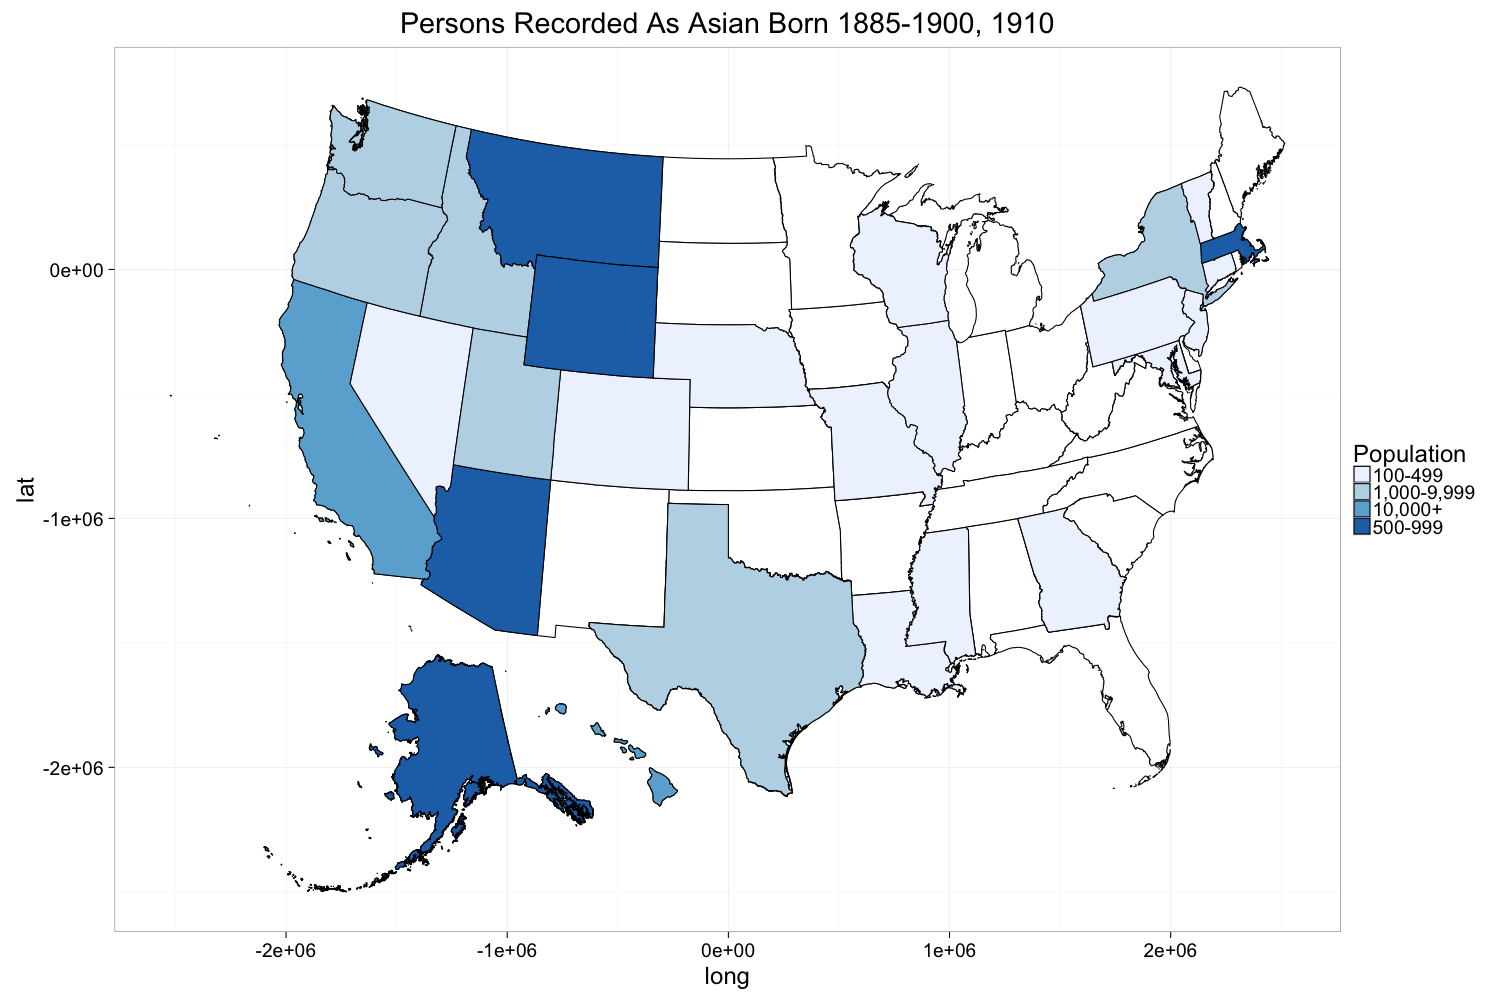 Persons Recorded As Asian Born 1885-1900, 1910
0e+00
-1e+06
-2e+06
lat
-2e+06
-1e+06
0e+00
1e+06
2e+06
long
Population
100-499
1,000-9,999
10,000+
500-999